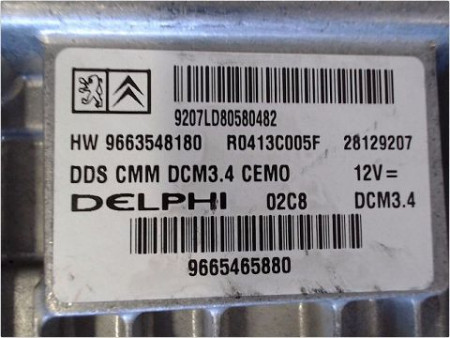 9207LD80580482
HW 9663548180 R0413C005F 28129207
DDS CMM DCM3.4 CEMO 12V=
DELPHI 02C8 DCM3.4
9665465880